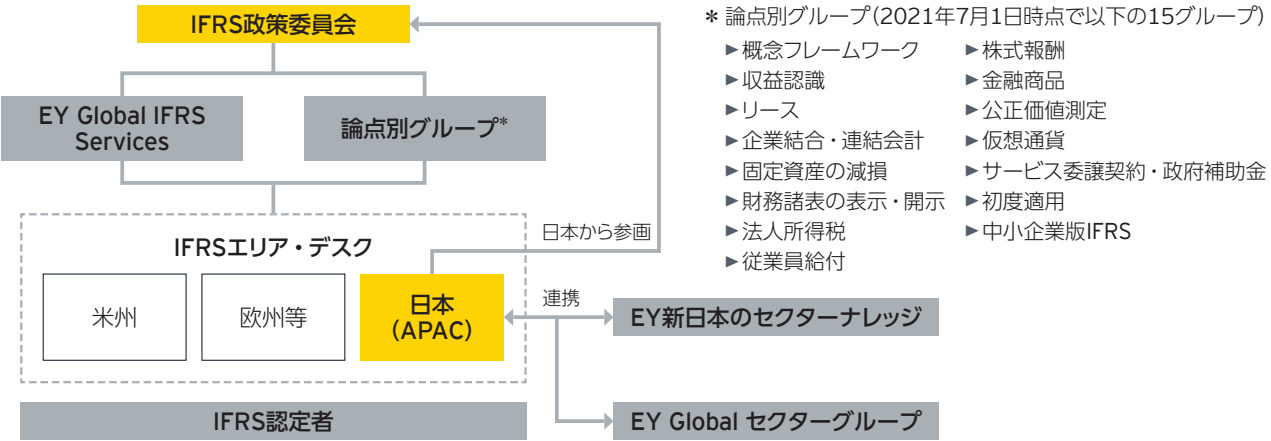 IFRS政策委員会
EY Global IFRS
Services
論点別グループ*
IFRSエリア・デスク
米州
欧州等
日本
(APAC)
日本から参画
連携
EY新日本のセクターナレッジ
EY Global セクターグループ
IFRS認定者
* 論点別グループ(2021年7月1日時点で以下の15グループ)
►概念フレームワーク
►収益認識
►リース
►企業結合・連結会計
►固定資産の減損
►財務諸表の表示・開示
►法人所得税
►従業員給付
►株式報酬
►金融商品
►公正価値測定
►仮想通貨
►サービス委譲契約・政府補助金
►初度適用
►中小企業版IFRS